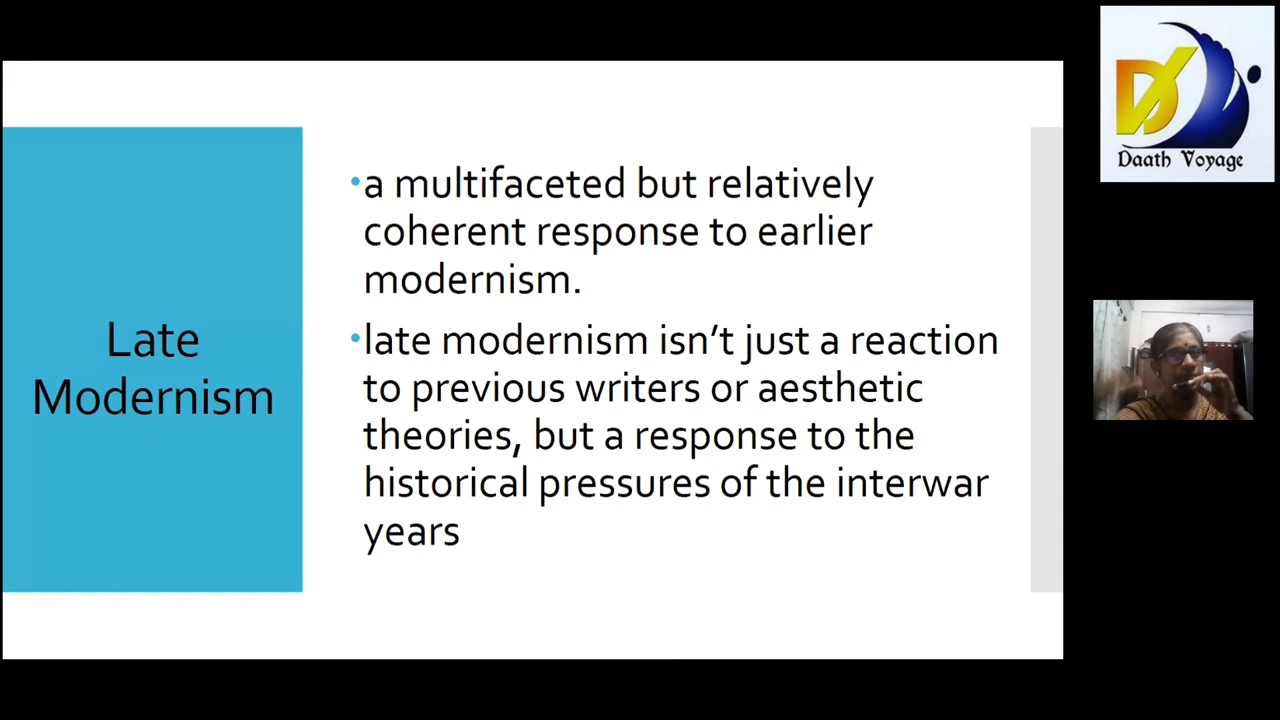 Late
Modernism
•a multifaceted but relatively
coherent response to earlier
modernism.
•late modernism isn’t just a reaction
to previous writers or aesthetic
theories, but a response to the
historical pressures of the interwar
years
DV
Daath Voyage